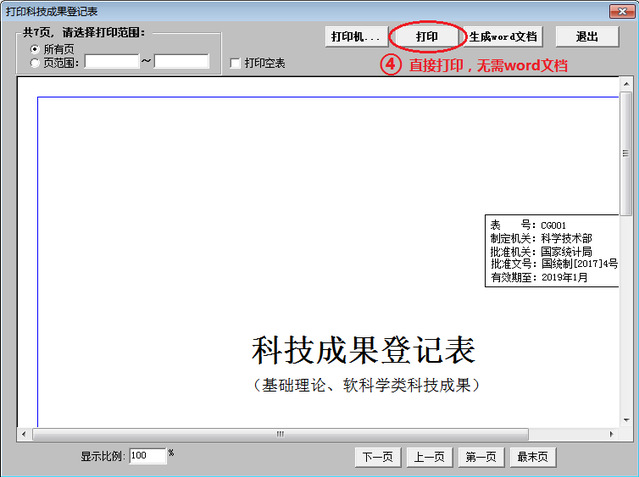 打印科技成果登记表
共7页，请选择打印范围：
所有页
页范围：
～
打印空表
打印机...
打印
生成word文档
退出
④ 直接打印，无需word文档
表　号：CG001
制定机关：科学技术部
批准机关：国家统计局
批准文号：国统制[2017]4号
有效期至：2019年1月
科技成果登记表
（基础理论、软科学类科技成果）
显示比例：100 %
下一页
上一页
第一页
最末页